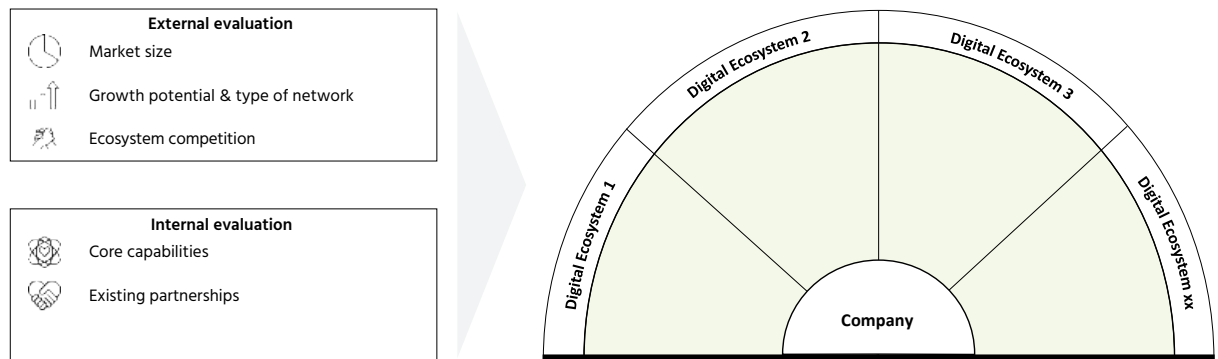 External evaluation
Market size
Growth potential & type of network
Ecosystem competition
Internal evaluation
Core capabilities
Existing partnerships
Digital Ecosystem 1
Digital Ecosystem 2
Digital Ecosystem 3
Digital Ecosystem xx
Company